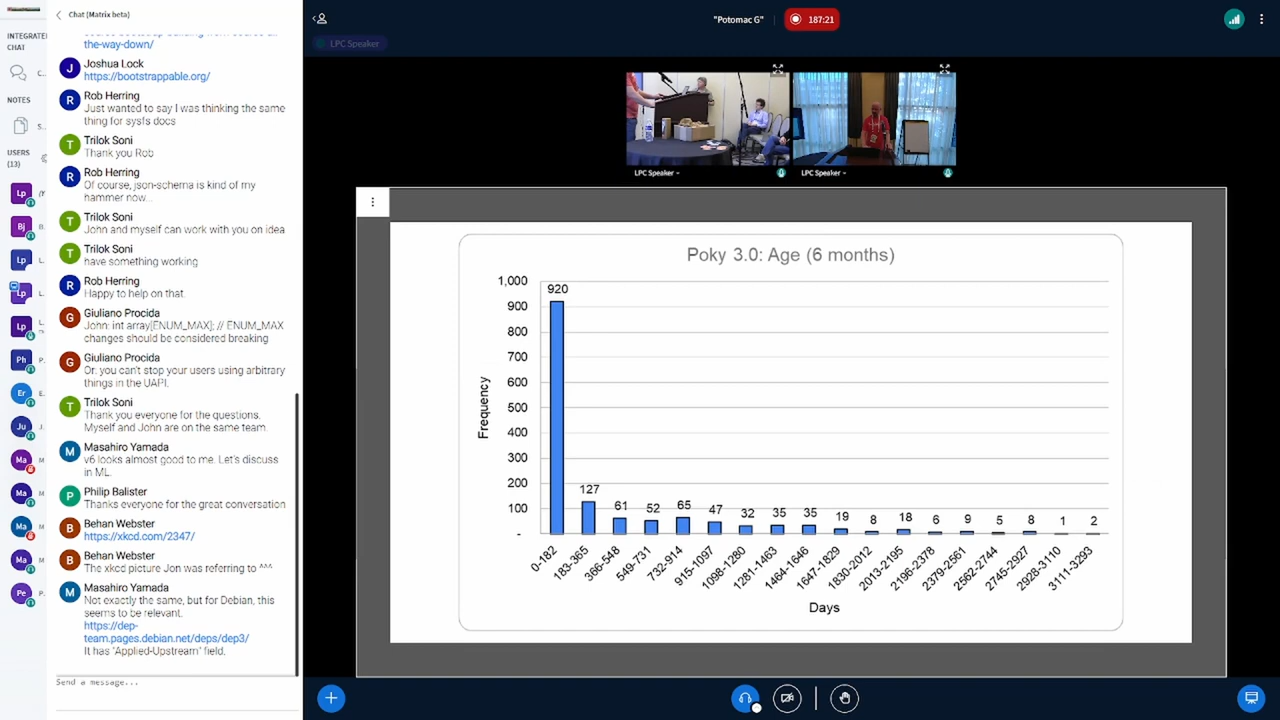 Chat (Matrix beta)
INTEGRATE
CHAT
NOTES
USERS
(13)
the-way-down/
Joshua Lock
https://bootstrappable.org/
Rob Herring
Just wanted to say I was thinking the same
thing for sysfs docs
Trilok Soni
Thank you Rob
Rob Herring
Of course, json-schema is kind of my
hammer now...
Trilok Soni
John and myself can work with you on idea
Trilok Soni
have something working
Rob Herring
Happy to help on that.
Giuliano Procida
John: int array[ENUM_MAX]; // ENUM_MAX
changes should be considered breaking
Giuliano Procida
Or: you can't stop your users using arbitrary
things in the UAPI.
Trilok Soni
Thank you everyone for the questions.
Myself and John are on the same team.
Masahiro Yamada
v6 looks almost good to me. Let's discuss
in ML.
Philip Balister
Thanks everyone for the great conversation
Behan Webster
https://xkcd.com/2347/
Behan Webster
The xkcd picture Jon was referring to ^^^
Masahiro Yamada
Not exactly the same, but for Debian, this
seems to be relevant.
https://dep-
team.pages.debian.net/deps/dep3/
It has 'Applied-Upstream' field.
Send a message...
"Potomac G"
187:21
LPC Speaker
LPC Speaker
LPC Speaker
Poky 3.0: Age (6 months)
Frequency
1,000
900
800
700
600
500
400
300
200
100
-
920
127
61
52
65
47
32
35
35
19
8
18
6
9
5
8
1
2
0-182
183-365
366-548
549-731
732-914
915-1097
1098-1280
1281-1463
1464-1646
1647-1829
1830-2012
2013-2195
2196-2378
2379-2561
2562-2744
2745-2927
2928-3110
3111-3293
Days